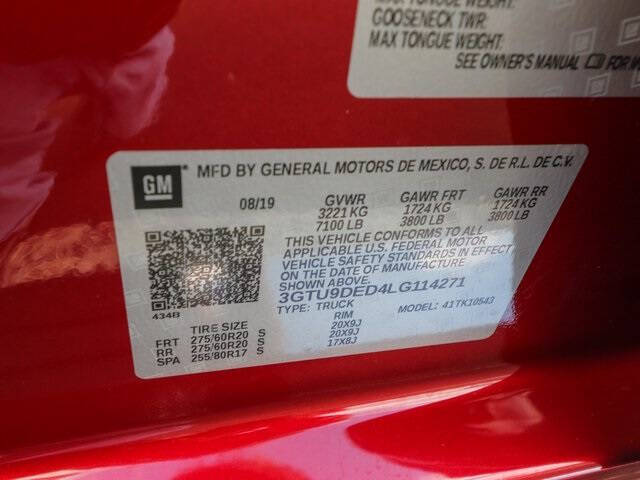 MAX TONGUE WEIGHT:
GOOSENECK TWR:
MAX TONGUE WEIGHT:
SEE OWNER'S MANUAL FOR
GM
MFD BY GENERAL MOTORS DE MEXICO, S. DE R.L. DE C.V.
08/19 GVWR GAWR FRT GAWR RR
3221 KG 1724 KG 1724 KG
7100 LB 3800 LB 3800 LB
THIS VEHICLE CONFORMS TO ALL
APPLICABLE U.S. FEDERAL MOTOR
VEHICLE SAFETY STANDARDS IN EFFECT
ON THE DATE OF MANUFACTURE
SHOWN ABOVE.
3GTU9DED4LG114271
TYPE: TRUCK MODEL: 41TK10543
434B
TIRE SIZE RIM
FRT 275/60R20 S 20X9J
RR 275/60R20 S 20X9J
SPA 255/80R17 S 17X8J